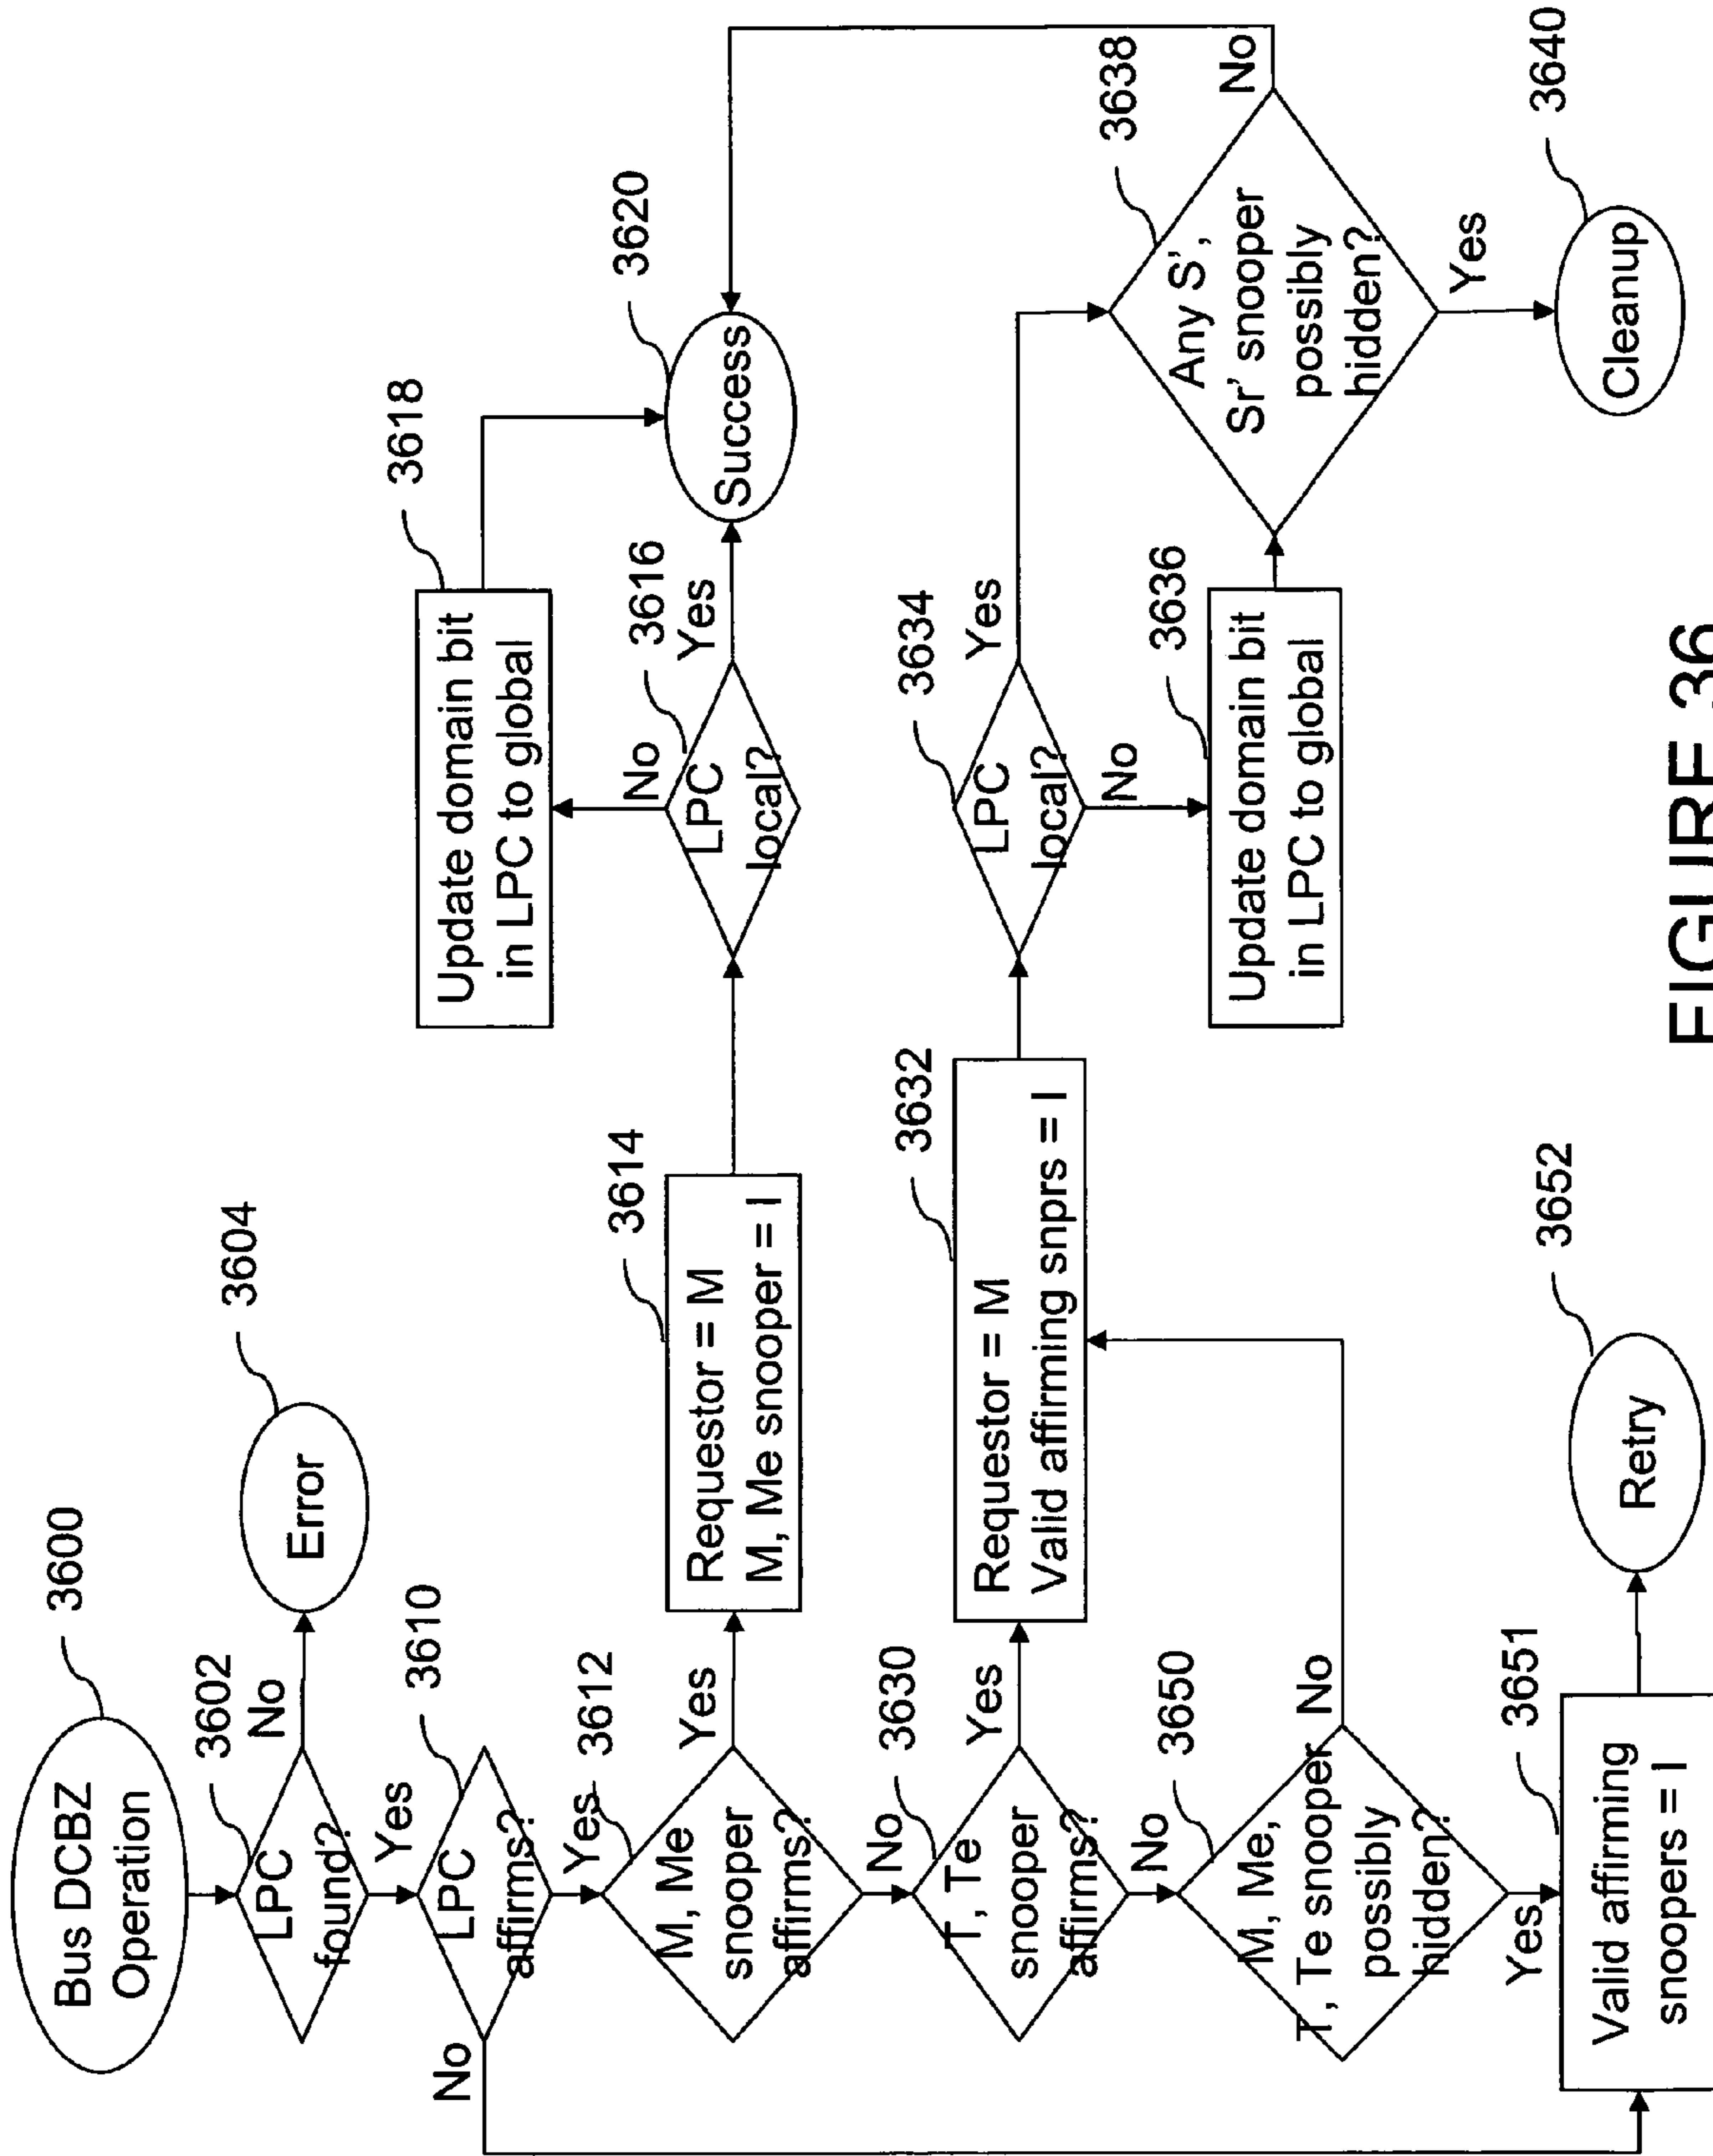 Bus DCBZ
Operation
3600
3602
LPC
found?
No
Error
3604
Yes
3610
LPC
affirms?
No
Yes
3612
M, Me
snooper
affirms?
Yes
3614
Requestor = M
M, Me snooper = I
3616
LPC
local?
No
Yes
3618
Update domain bit
in LPC to global
3620
Success
No
3630
T, Te
snooper
affirms?
Yes
3632
Requestor = M
Valid affirming snprs = I
3634
LPC
local?
Yes
No
3636
Update domain bit
in LPC to global
3638
Any S',
Sr' snooper
possibly
hidden?
No
Yes
3640
Cleanup
No
3650
M, Me,
T, Te snooper
possibly
hidden?
No
Yes
3651
Valid affirming
snoopers = I
3652
Retry
FIGURE 36